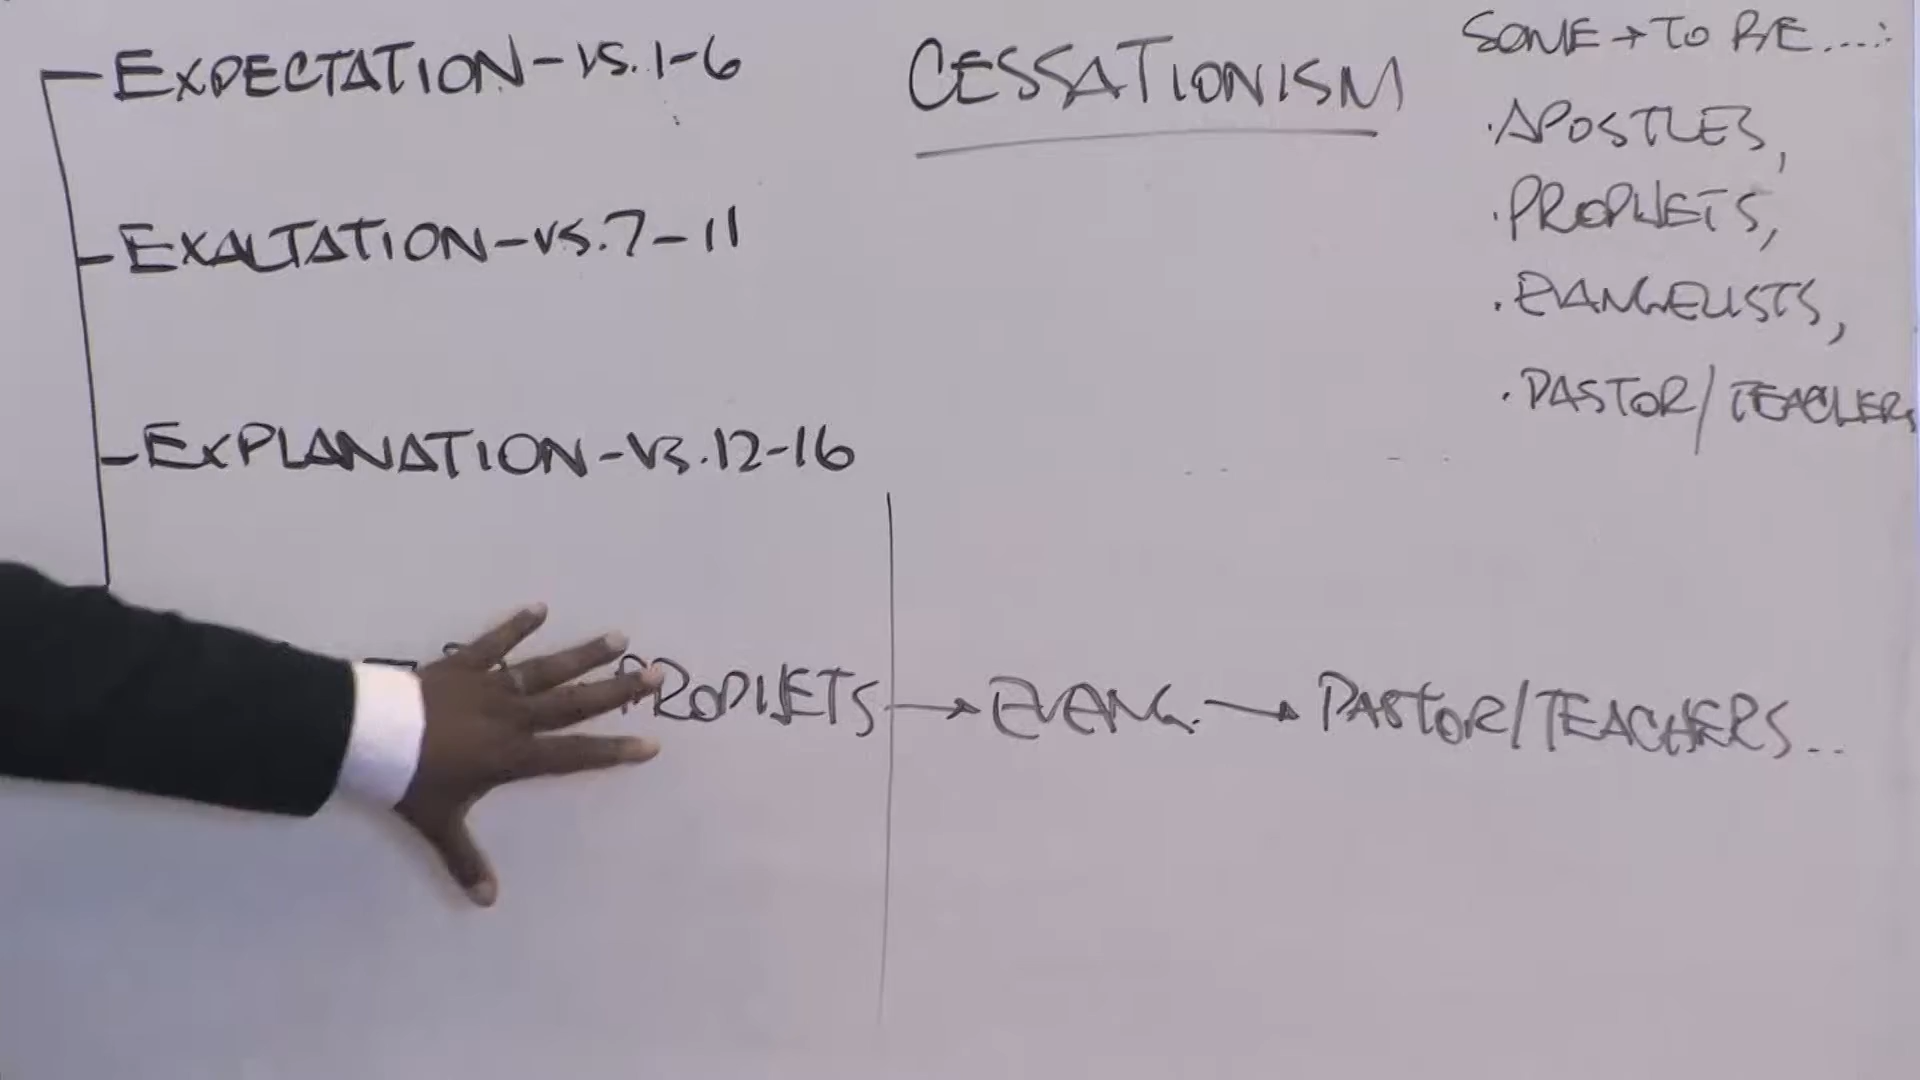 EXPECTATION-VS.1-6
EXALTATION-VS.7-11
EXPLANATION-VS.12-16
CESSATIONISM
SOME → TO BE....:
·APOSTLES,
·PROPHETS,
·EVANGELISTS,
·PASTOR/TEACHERS
PROPHETS → EVANG. → PASTOR/TEACHERS...